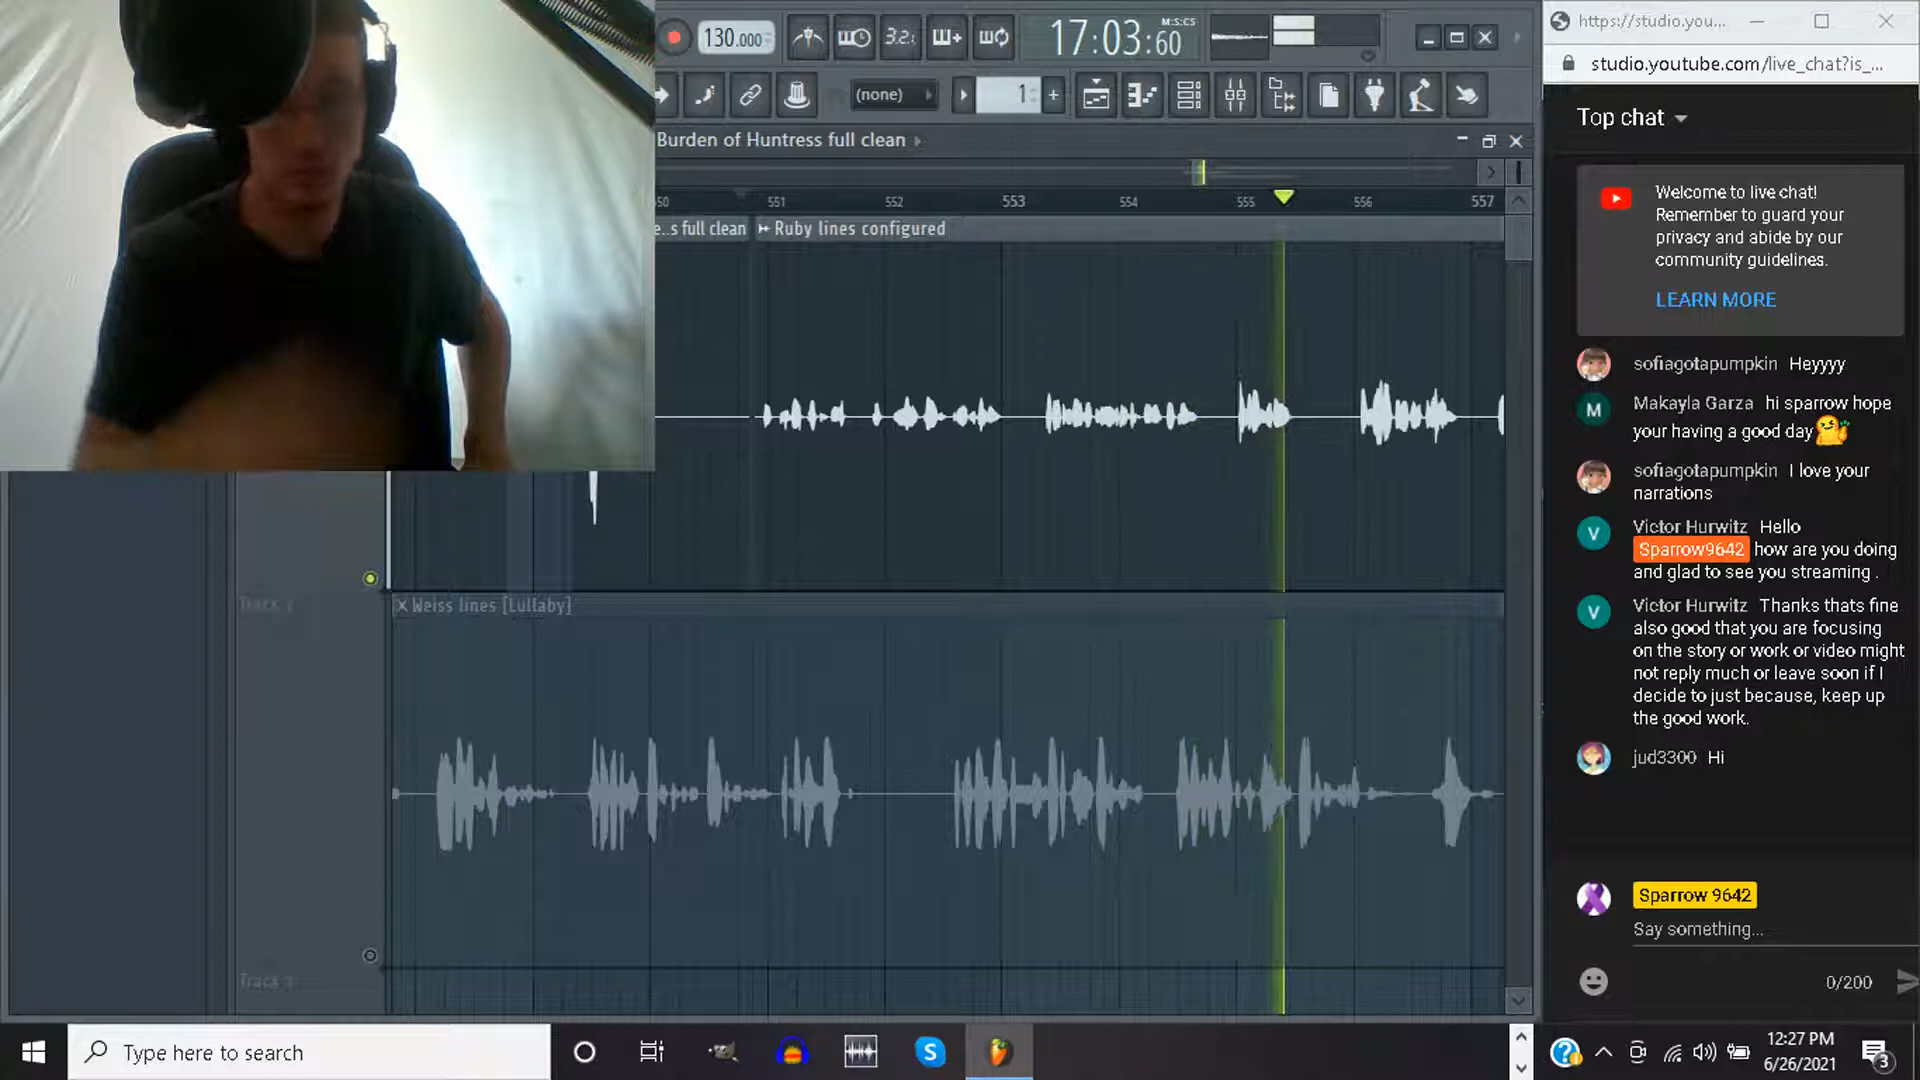 130.000
3.2:
17:03:60
M:S:CS
(none)
1
+
Burden of Huntress full clean
551
552
553
554
555
556
557
e..s full clean
Ruby lines configured
Weiss lines [Lullaby]
https://studio.you...
studio.youtube.com/live_chat?is_...
Top chat
Welcome to live chat!
Remember to guard your
privacy and abide by our
community guidelines.
LEARN MORE
sofiagotapumpkin Heyyyy
M
Makayla Garza hi sparrow hope
your having a good day
sofiagotapumpkin I love your
narrations
V
Victor Hurwitz Hello
Sparrow9642 how are you doing
and glad to see you streaming .
V
Victor Hurwitz Thanks thats fine
also good that you are focusing
on the story or work or video might
not reply much or leave soon if I
decide to just because, keep up
the good work.
jud3300 Hi
Sparrow 9642
Say something...
0/200
Type here to search
12:27 PM
6/26/2021
3